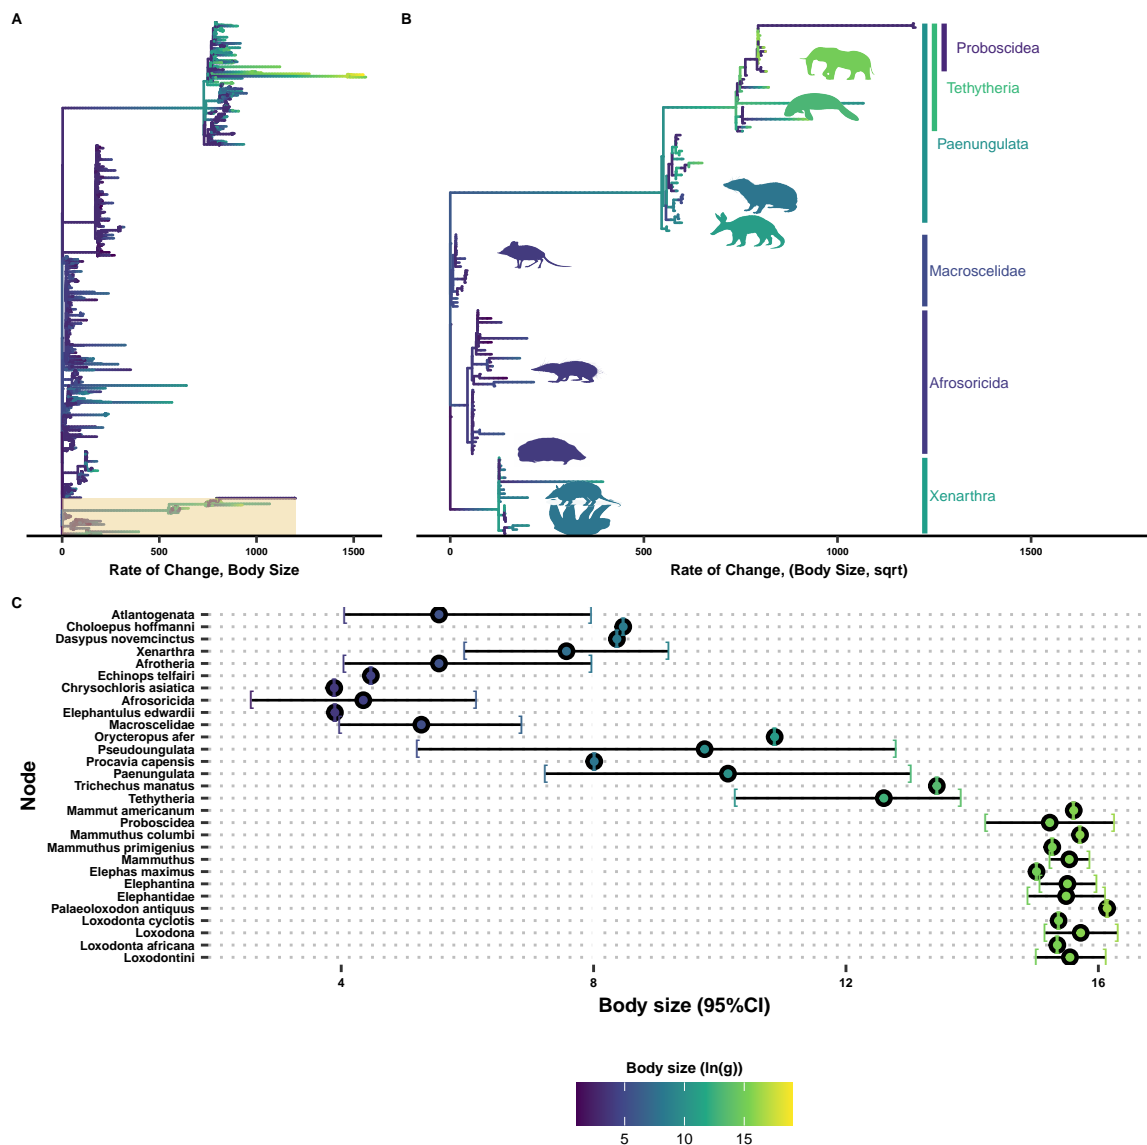 A
B
Proboscidea
Tethytheria
Paenungulata
Macroscelidae
Afrosoricida
Xenarthra
0 500 1000 1500
Rate of Change, Body Size
0 500 1000 1500
Rate of Change, (Body Size, sqrt)
C
Node
Atlantogenata
Choloepus hoffmanni
Dasypus novemcinctus
Xenarthra
Afrotheria
Echinops telfairi
Chrysochloris asiatica
Afrosoricida
Elephantulus edwardii
Macroscelidae
Orycteropus afer
Pseudoungulata
Procavia capensis
Paenungulata
Trichechus manatus
Tethytheria
Mammut americanum
Proboscidea
Mammuthus columbi
Mammuthus primigenius
Mammuthus
Elephas maximus
Elephantina
Elephantidae
Palaeoloxodon antiquus
Loxodonta cyclotis
Loxodona
Loxodonta africana
Loxodontini
4 8 12 16
Body size (95%CI)
Body size (ln(g))
5 10 15